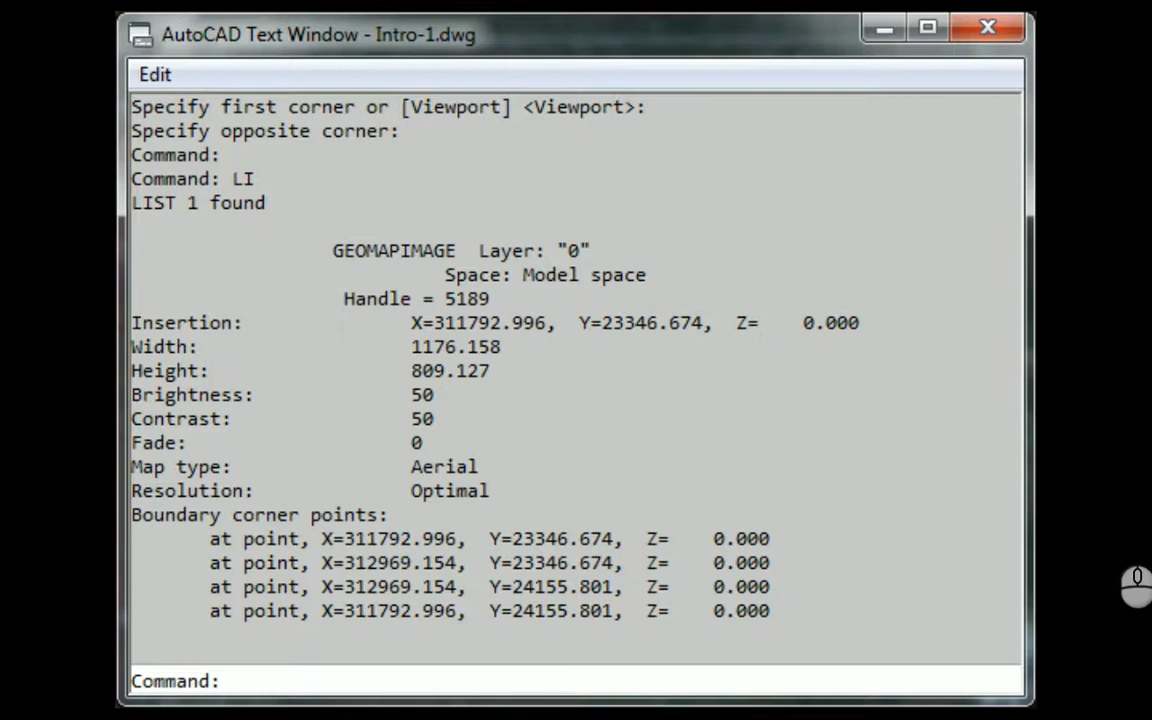 AutoCAD Text Window - Intro-1.dwg
Edit
Specify first corner or [Viewport] <Viewport>:
Specify opposite corner:
Command:
Command: LI
LIST 1 found
GEOMAPIMAGE  Layer: "0"
Space: Model space
Handle = 5189
Insertion: X=311792.996, Y=23346.674, Z= 0.000
Width: 1176.158
Height: 809.127
Brightness: 50
Contrast: 50
Fade: 0
Map type: Aerial
Resolution: Optimal
Boundary corner points:
at point, X=311792.996, Y=23346.674, Z= 0.000
at point, X=312969.154, Y=23346.674, Z= 0.000
at point, X=312969.154, Y=24155.801, Z= 0.000
at point, X=311792.996, Y=24155.801, Z= 0.000
Command: